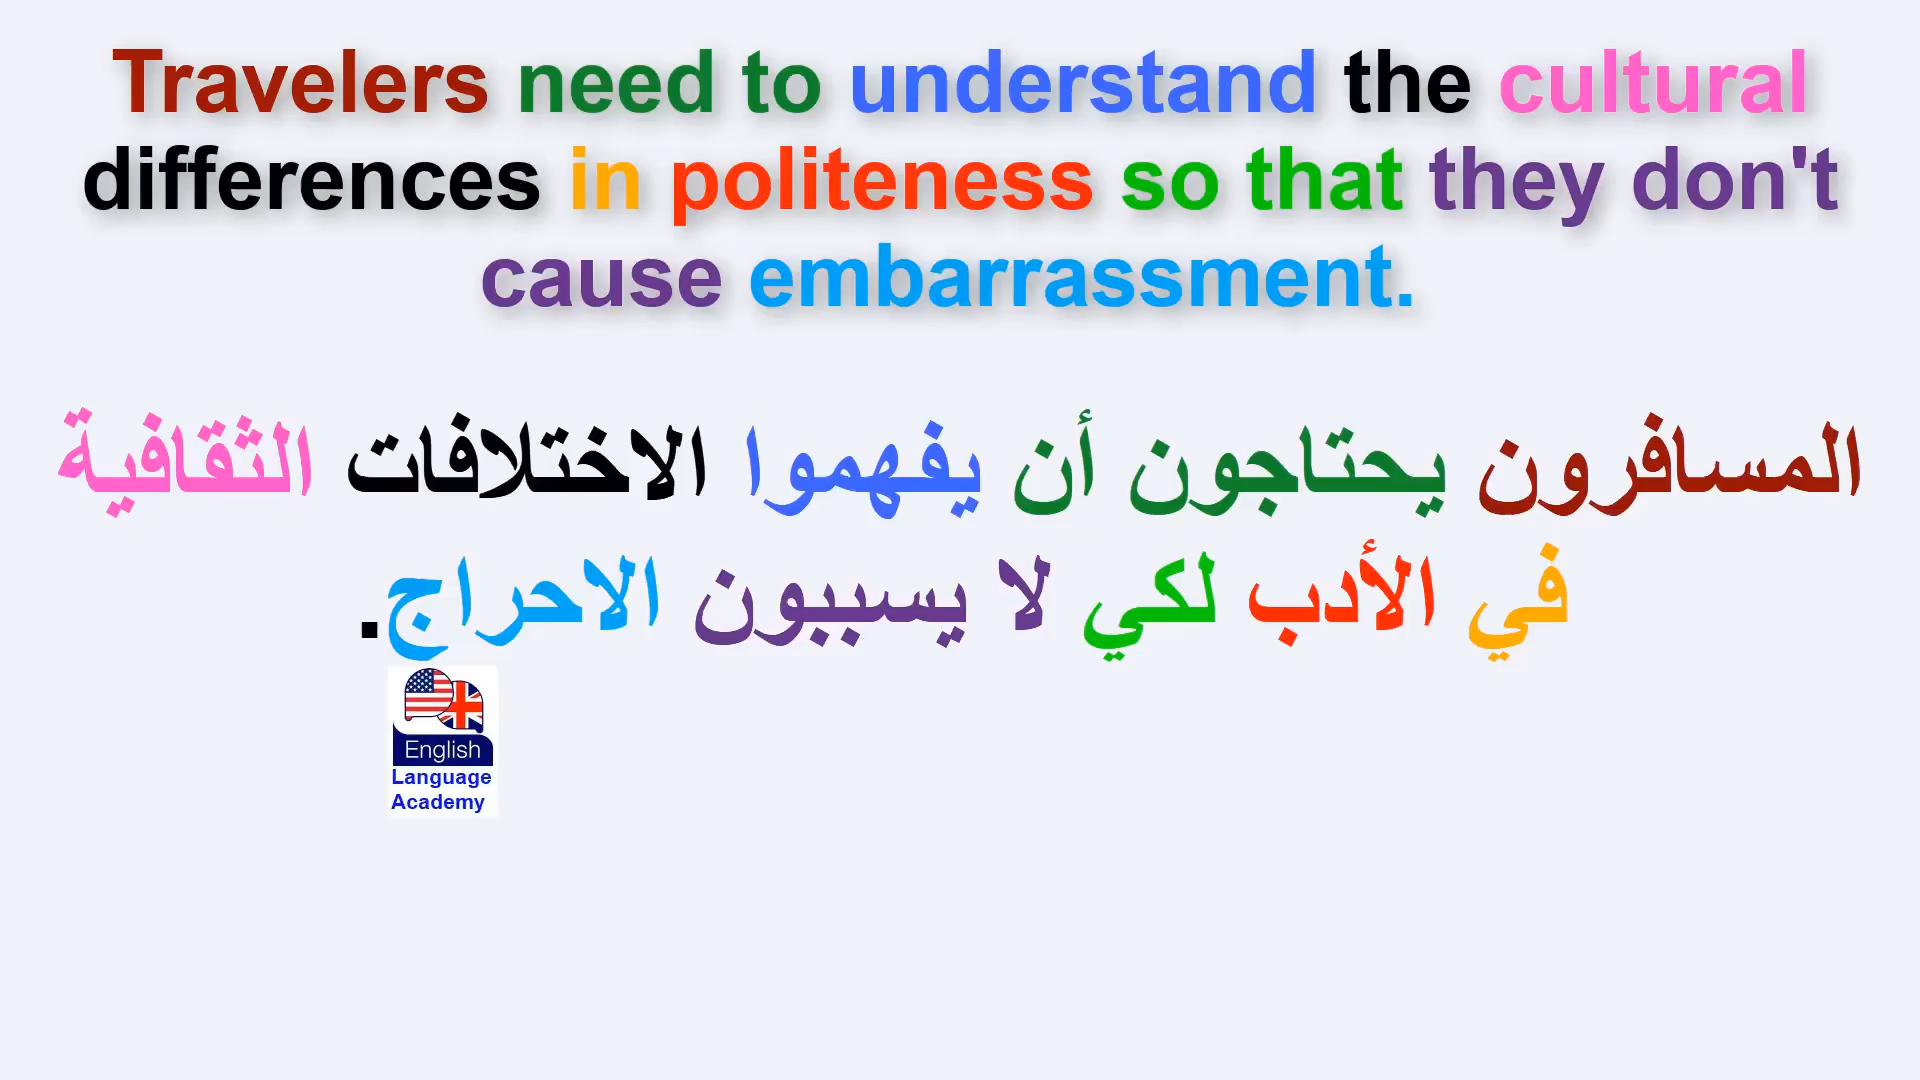 Travelers need to understand the cultural
differences in politeness so that they don't
cause embarrassment.
المسافرون يحتاجون أن يفهموا الاختلافات الثقافية
في الأدب لكي لا يسببون الاحراج.
English
Language
Academy